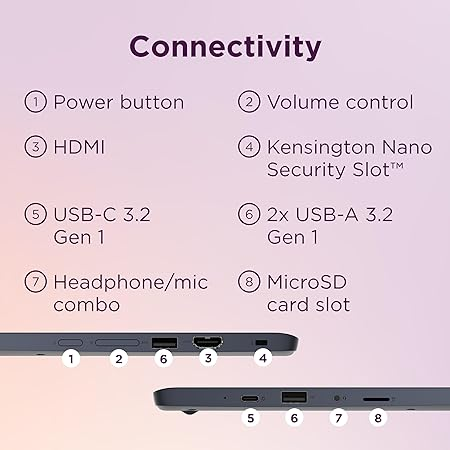 Connectivity
1 Power button
2 Volume control
3 HDMI
4 Kensington Nano
Security Slot™
5 USB-C 3.2
Gen 1
6 2x USB-A 3.2
Gen 1
7 Headphone/mic
combo
8 MicroSD
card slot
1 2 6 3 4
5 6 7 8